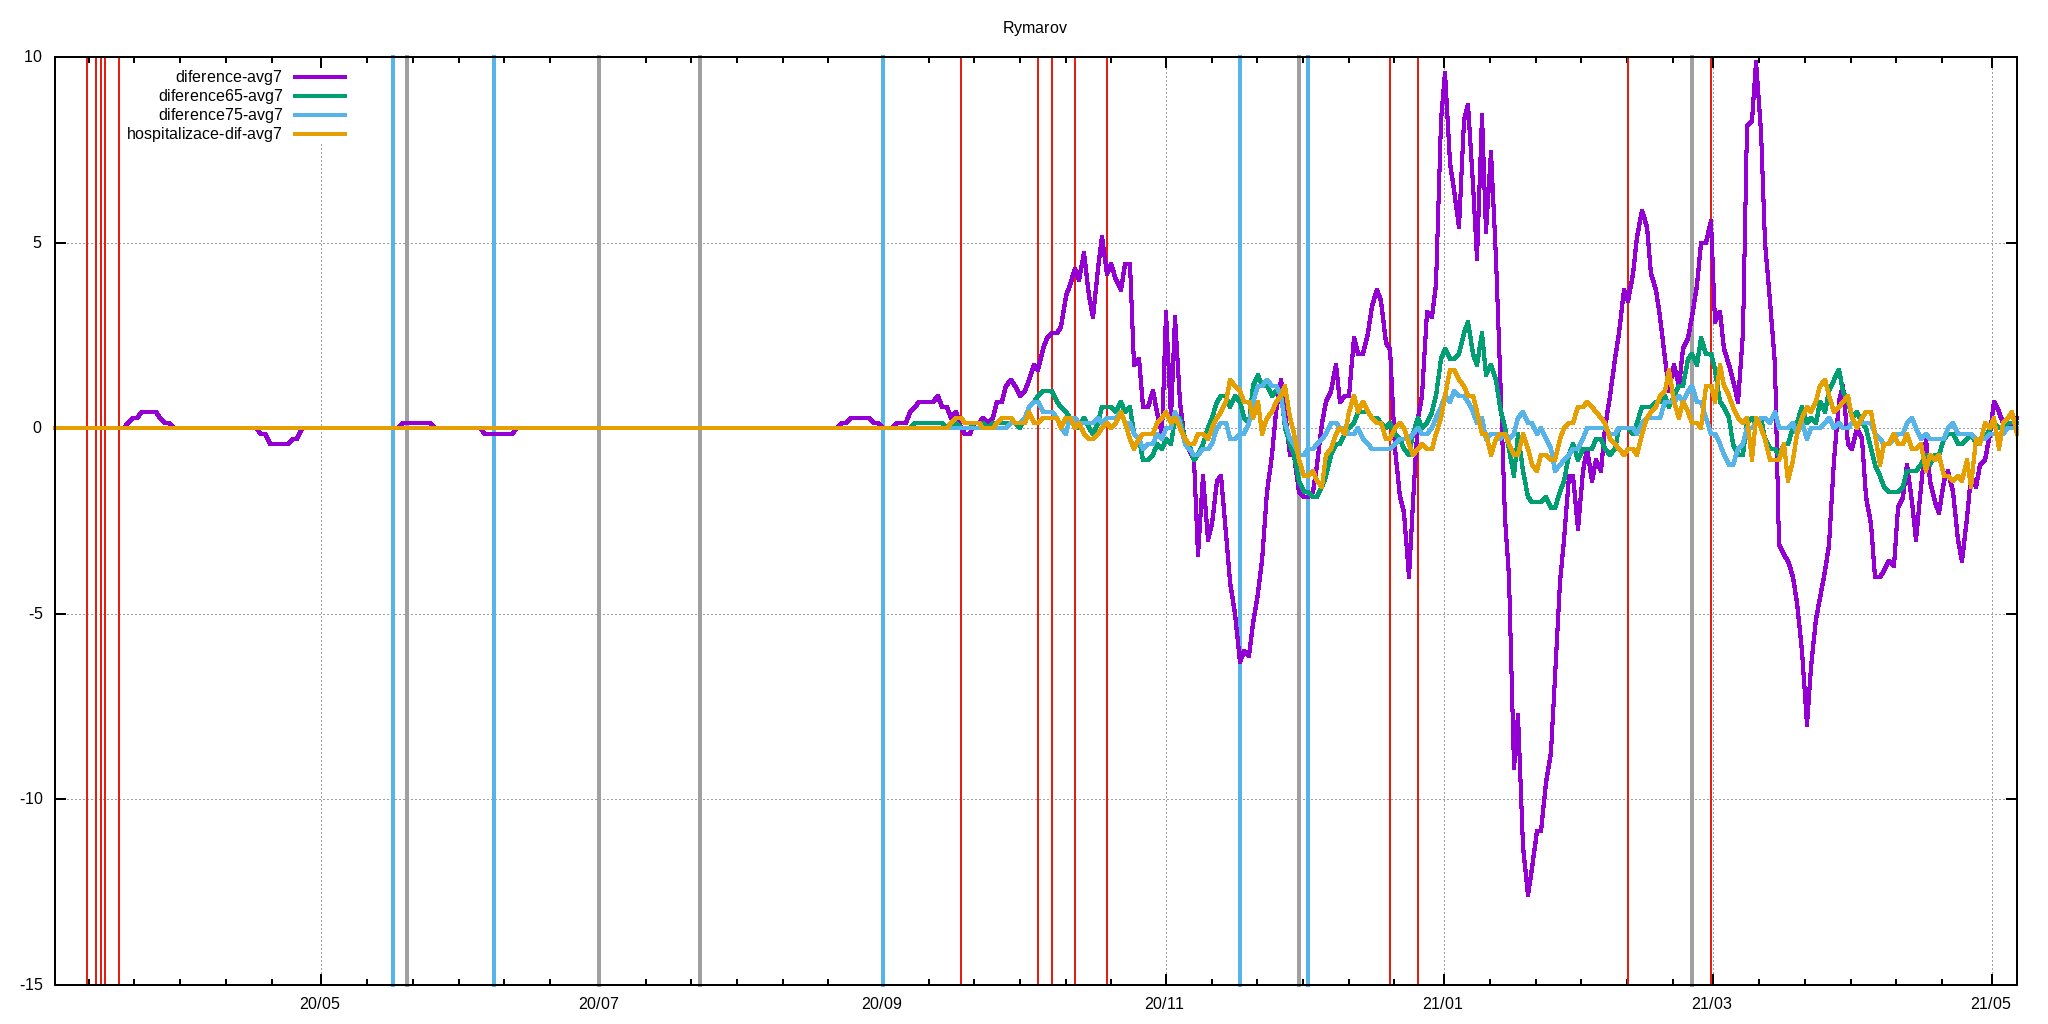 Rymarov
10
diference-avg7
diference65-avg7
diference75-avg7
hospitalizace-dif-avg7
5
0
-5
-10
-15
20/05 20/07 20/09 20/11 21/01 21/03 21/05